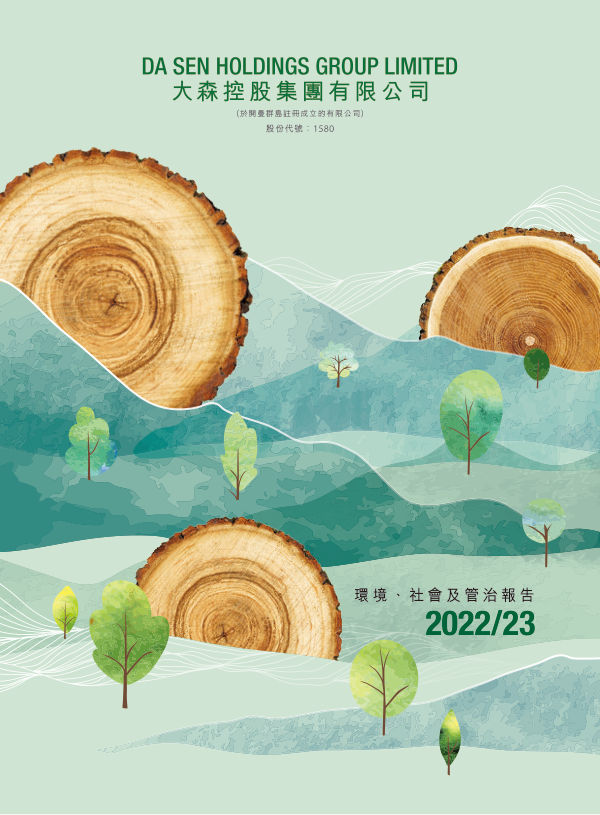 DA SEN HOLDINGS GROUP LIMITED
大森控股集團有限公司
（於開曼群島註冊成立的有限公司）
股份代號：1580
環境、社會及管治報告
2022/23